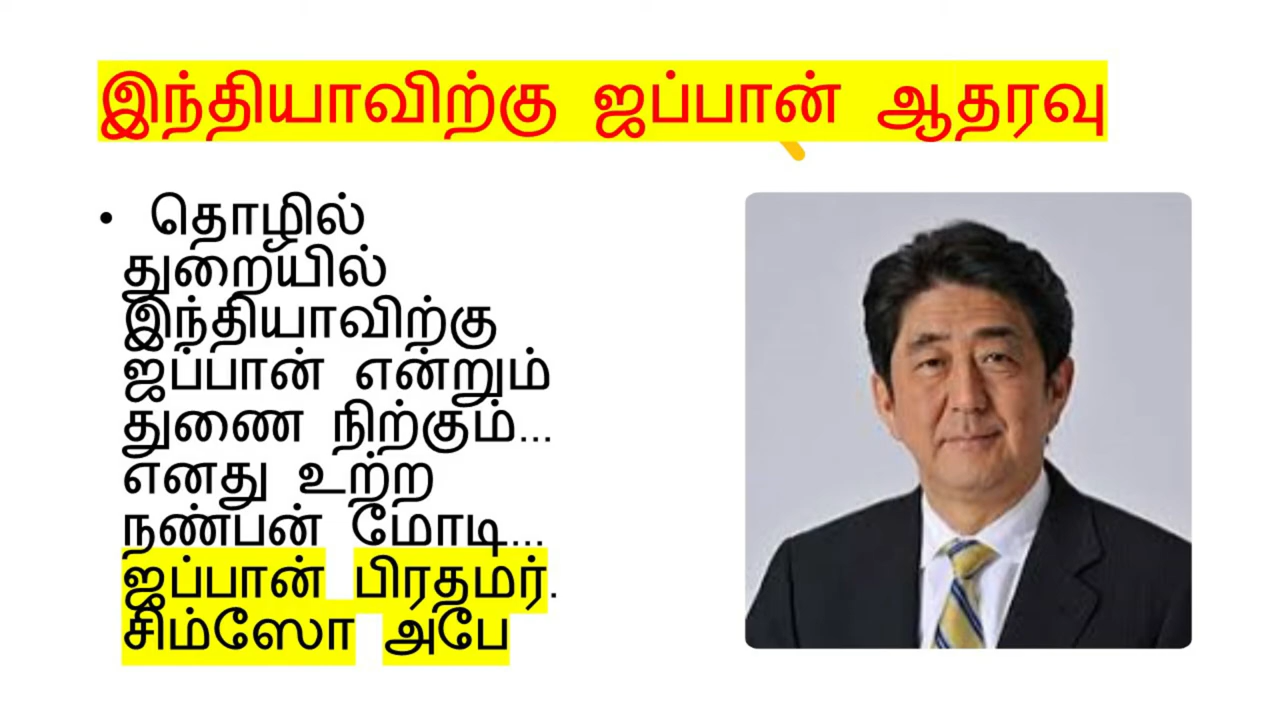 இந்தியாவிற்கு ஜப்பான் ஆதரவு
• தொழில்
துறையில்
இந்தியாவிற்கு
ஜப்பான் என்றும்
துணை நிற்கும்...
எனது உற்ற
நண்பன் மோடி...
ஜப்பான் பிரதமர்.
சிம்ஸோ அபே